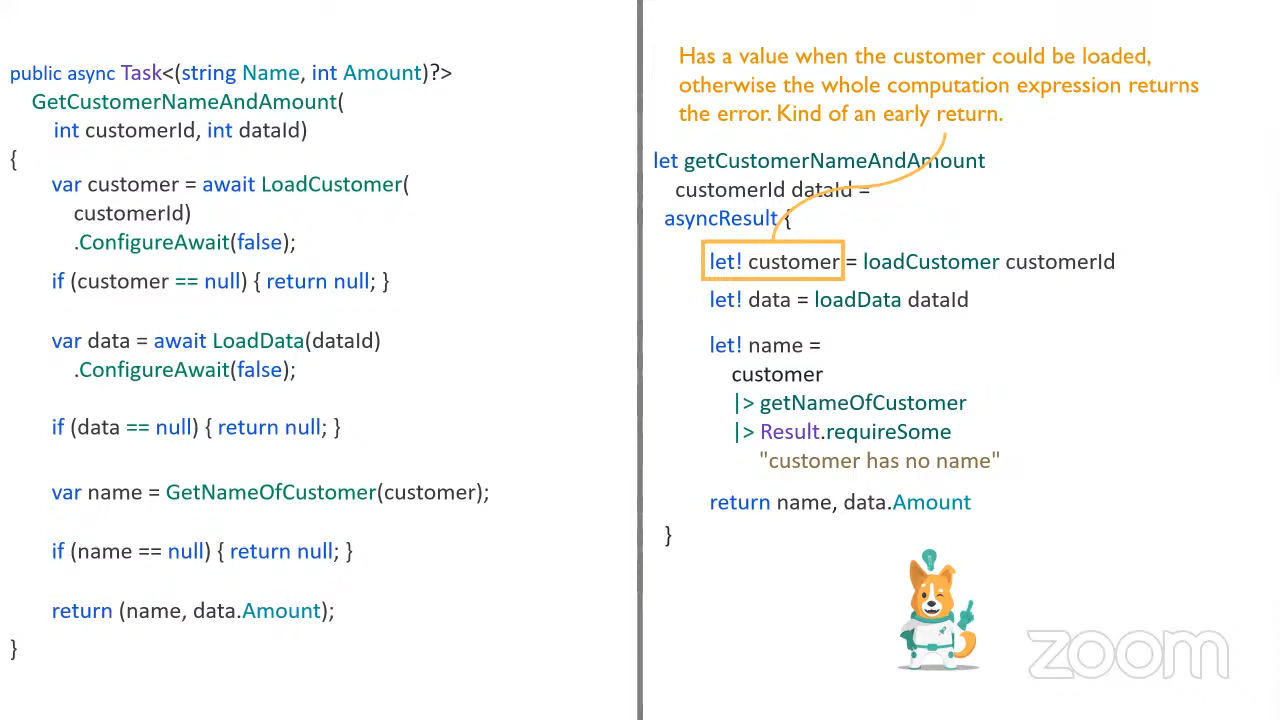 public async Task<(string Name, int Amount)?>
GetCustomerNameAndAmount(
int customerId, int dataId)
{
var customer = await LoadCustomer(
customerId)
.ConfigureAwait(false);
if (customer == null) { return null; }
var data = await LoadData(dataId)
.ConfigureAwait(false);
if (data == null) { return null; }
var name = GetNameOfCustomer(customer);
if (name == null) { return null; }
return (name, data.Amount);
}
Has a value when the customer could be loaded,
otherwise the whole computation expression returns
the error. Kind of an early return.
let getCustomerNameAndAmount
customerId dataId =
asyncResult {
let! customer = loadCustomer customerId
let! data = loadData dataId
let! name =
customer
|> getNameOfCustomer
|> Result.requireSome
"customer has no name"
return name, data.Amount
}
zoom